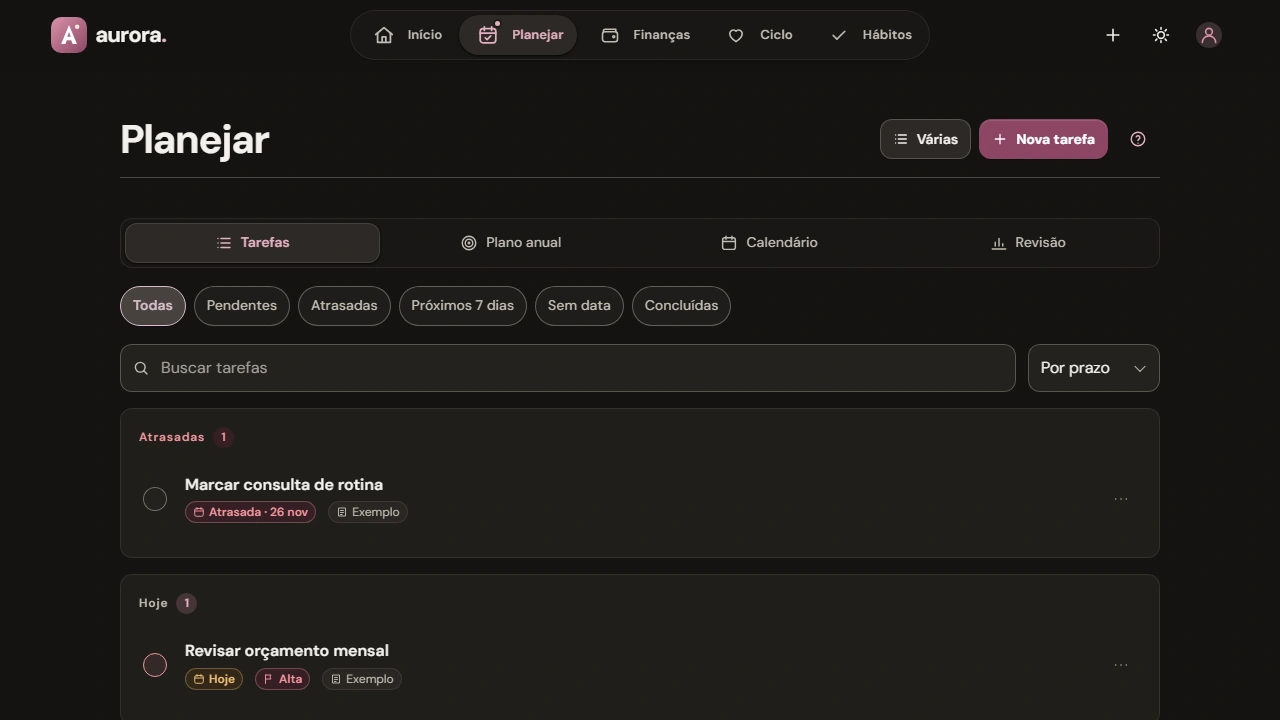 aurora.
Início
Planejar
Finanças
Ciclo
Hábitos
Planejar
Várias
Nova tarefa
Tarefas
Plano anual
Calendário
Revisão
Todas
Pendentes
Atrasadas
Próximos 7 dias
Sem data
Concluídas
Buscar tarefas
Por prazo
Atrasadas 1
Marcar consulta de rotina
Atrasada · 26 nov
Exemplo
Hoje 1
Revisar orçamento mensal
Hoje
Alta
Exemplo